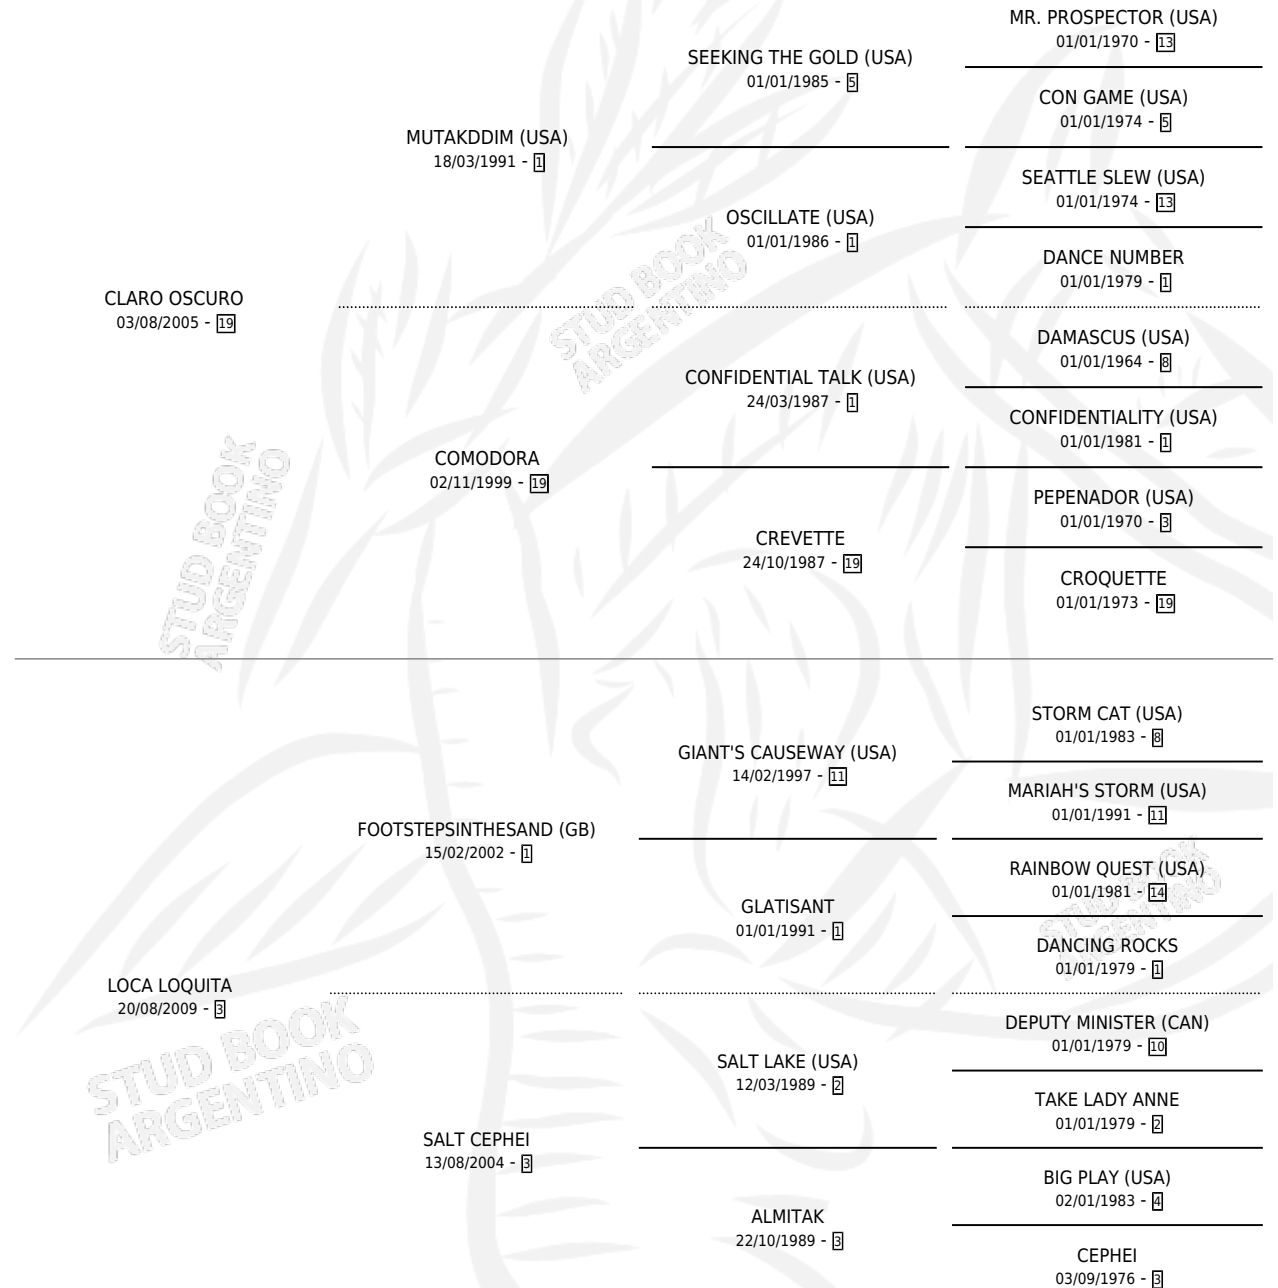 MR. PROSPECTOR (USA)
01/01/1970 - 13
SEEKING THE GOLD (USA)
01/01/1985 - 5
CON GAME (USA)
01/01/1974 - 5
MUTAKDDIM (USA)
18/03/1991 - 1
SEATTLE SLEW (USA)
01/01/1974 - 13
OSCILLATE (USA)
01/01/1986 - 1
DANCE NUMBER
01/01/1979 - 1
CLARO OSCURO
03/08/2005 - 19
DAMASCUS (USA)
01/01/1964 - 8
CONFIDENTIAL TALK (USA)
24/03/1987 - 1
CONFIDENTIALITY (USA)
01/01/1981 - 1
COMODORA
02/11/1999 - 19
PEPENADOR (USA)
01/01/1970 - 3
CREVETTE
24/10/1987 - 19
CROQUETTE
01/01/1973 - 19
STORM CAT (USA)
01/01/1983 - 8
GIANT'S CAUSEWAY (USA)
14/02/1997 - 11
MARIAH'S STORM (USA)
01/01/1991 - 11
FOOTSTEPSINTHESAND (GB)
15/02/2002 - 1
RAINBOW QUEST (USA)
01/01/1981 - 14
GLATISANT
01/01/1991 - 1
DANCING ROCKS
01/01/1979 - 1
LOCA LOQUITA
20/08/2009 - 3
DEPUTY MINISTER (CAN)
01/01/1979 - 10
SALT LAKE (USA)
12/03/1989 - 2
TAKE LADY ANNE
01/01/1979 - 2
SALT CEPHEI
13/08/2004 - 3
BIG PLAY (USA)
02/01/1983 - 4
ALMITAK
22/10/1989 - 3
CEPHEI
03/09/1976 - 3
STUD BOOK
ARGENTINO
STUD BOOK
ARGENTINO
STUD BOOK
ARGENTINO
STUD BOOK
ARGENTINO